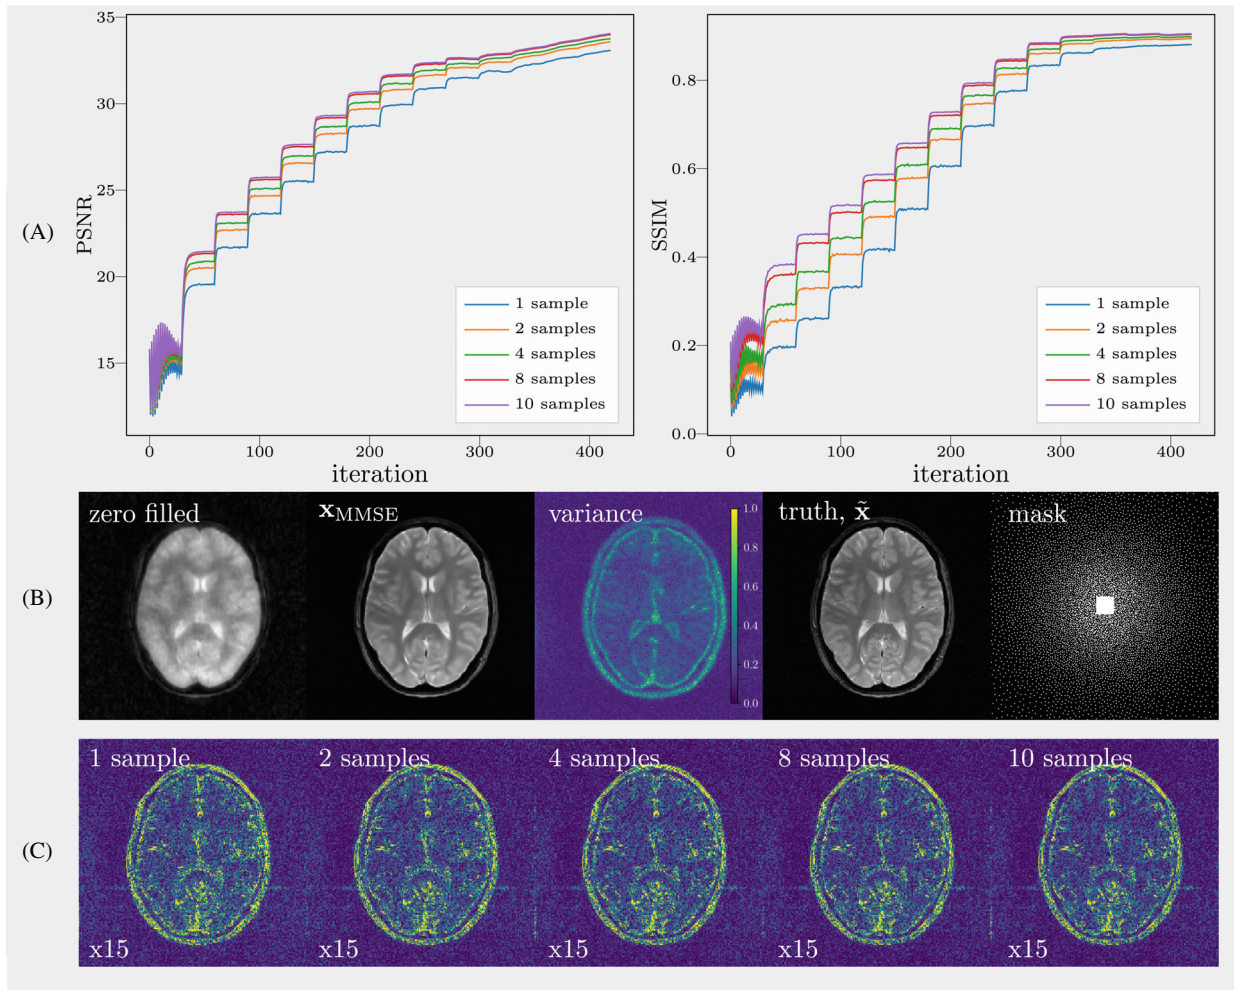 (A)
PSNR
35
30
25
20
15
0 100 200 300 400
iteration
1 sample
2 samples
4 samples
8 samples
10 samples
SSIM
0.8
0.6
0.4
0.2
0.0
0 100 200 300 400
iteration
1 sample
2 samples
4 samples
8 samples
10 samples
(B)
zero filled
x_MMSE
variance
1.0
0.8
0.6
0.4
0.2
0.0
truth, x̃
mask
(C)
1 sample
x15
2 samples
x15
4 samples
x15
8 samples
x15
10 samples
x15